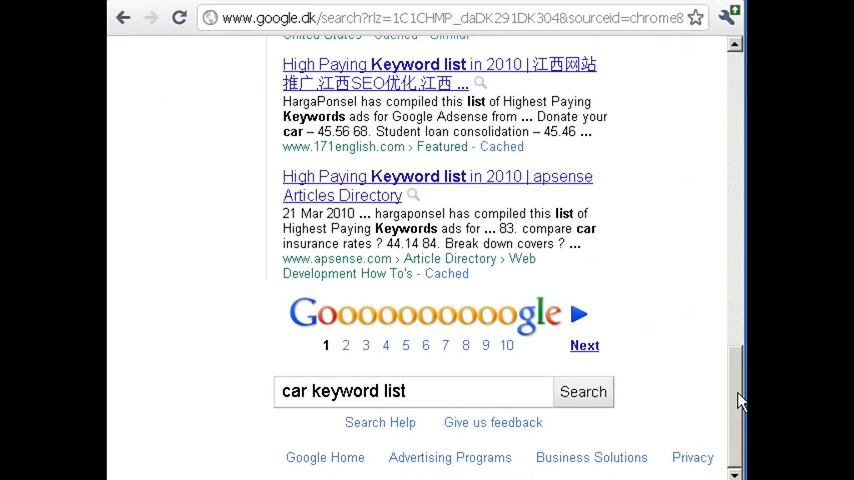 www.google.dk/search?rlz=1C1CHMP_daDK291DK304&sourceid=chrome8
United States - Cached - Similar
High Paying Keyword list in 2010 | 江西网站
推广,江西SEO优化,江西 ...
HargaPonsel has compiled this list of Highest Paying
Keywords ads for Google Adsense from ... Donate your
car – 45.56 68. Student loan consolidation – 45.46 ...
www.171english.com › Featured - Cached
High Paying Keyword list in 2010 | apsense
Articles Directory
21 Mar 2010 ... hargaponsel has compiled this list of
Highest Paying Keywords ads for ... 83. compare car
insurance rates ? 44.14 84. Break down covers ? ...
www.apsense.com › Article Directory › Web
Development How To's - Cached
Goooooooooogle
1 2 3 4 5 6 7 8 9 10 Next
car keyword list Search
Search Help Give us feedback
Google Home Advertising Programs Business Solutions Privacy